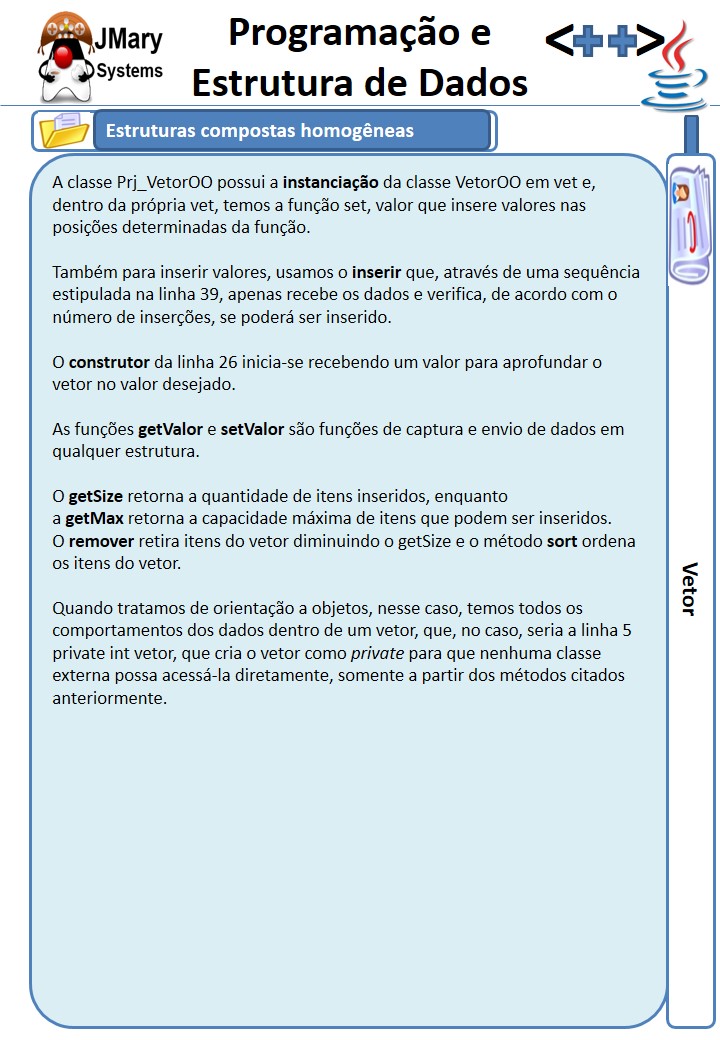 JMary
Systems
Programação e
Estrutura de Dados
<++>
Estruturas compostas homogêneas
A classe Prj_VetorOO possui a instanciação da classe VetorOO em vet e,
dentro da própria vet, temos a função set, valor que insere valores nas
posições determinadas da função.
Também para inserir valores, usamos o inserir que, através de uma sequência
estipulada na linha 39, apenas recebe os dados e verifica, de acordo com o
número de inserções, se poderá ser inserido.
O construtor da linha 26 inicia-se recebendo um valor para aprofundar o
vetor no valor desejado.
As funções getValor e setValor são funções de captura e envio de dados em
qualquer estrutura.
O getSize retorna a quantidade de itens inseridos, enquanto
a getMax retorna a capacidade máxima de itens que podem ser inseridos.
O remover retira itens do vetor diminuindo o getSize e o método sort ordena
os itens do vetor.
Quando tratamos de orientação a objetos, nesse caso, temos todos os
comportamentos dos dados dentro de um vetor, que, no caso, seria a linha 5
private int vetor, que cria o vetor como private para que nenhuma classe
externa possa acessá-la diretamente, somente a partir dos métodos citados
anteriormente.
Vetor